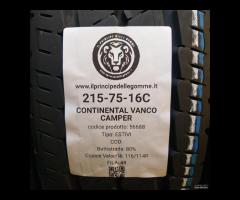 www.ilprincipedellegomme.it
215-75-16C
CONTINENTAL VANCO
CAMPER
codice prodotto: 56688
Tipo: ESTIVI
COD:
Battistrada: 80%
Codice Velocità: 116/114R